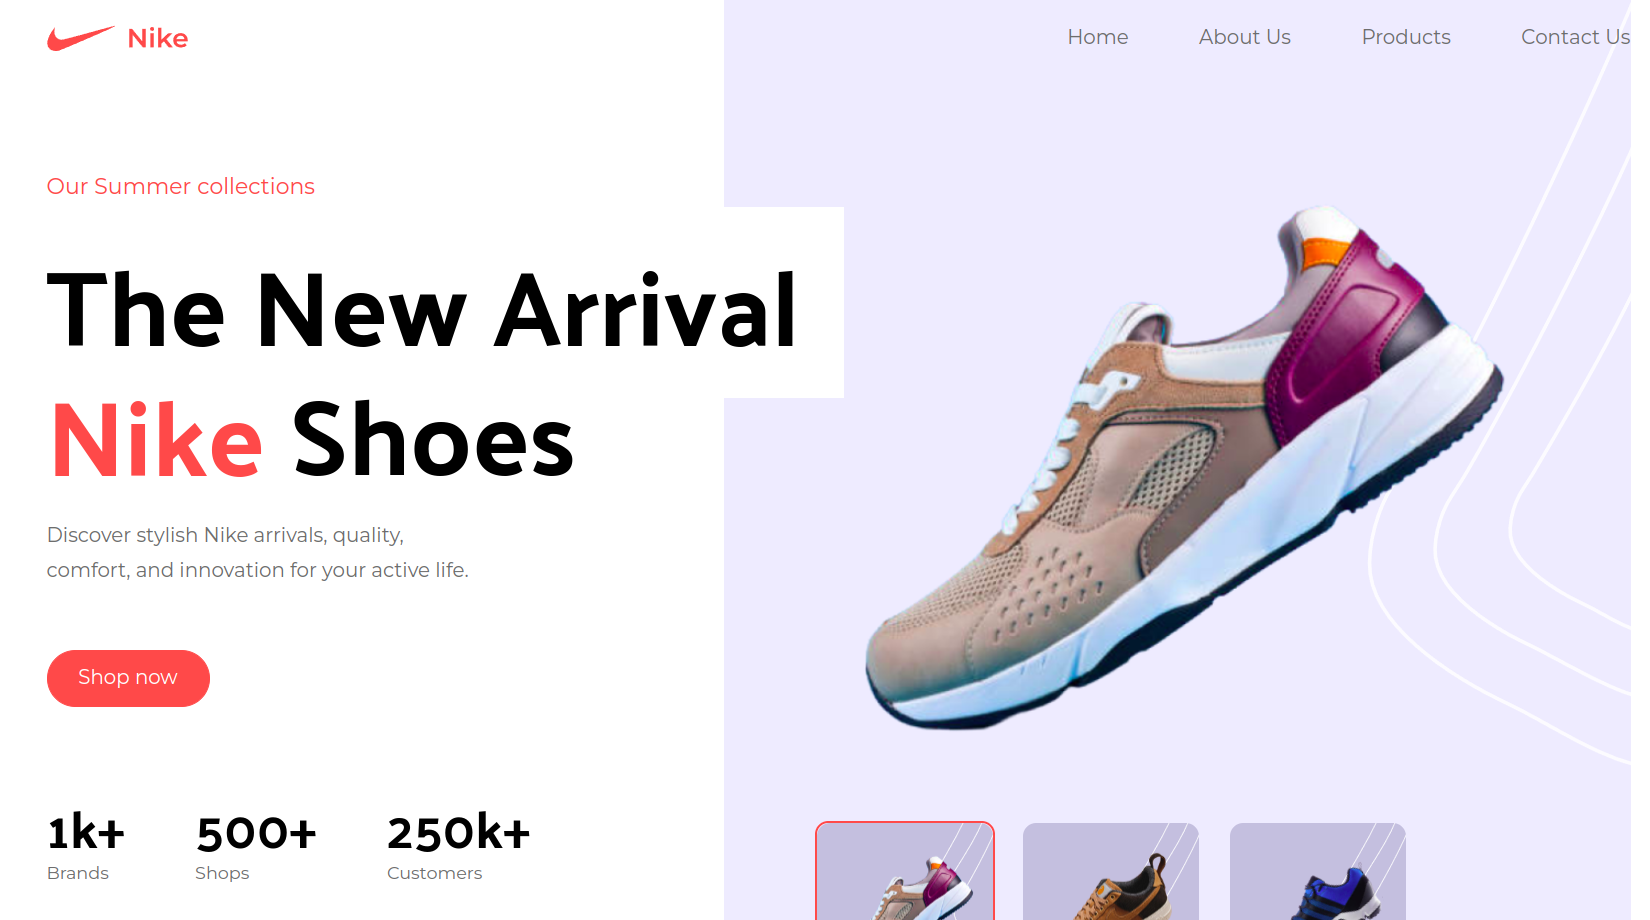 Nike
Home
About Us
Products
Contact Us
Our Summer collections
The New Arrival
Nike Shoes
Discover stylish Nike arrivals, quality,
comfort, and innovation for your active life.
Shop now
1k+
Brands
500+
Shops
250k+
Customers